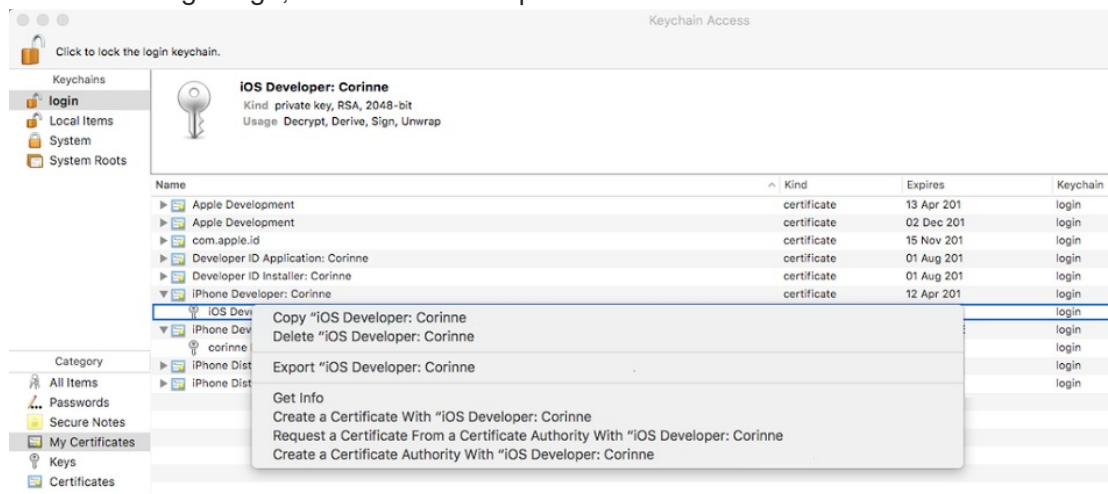 Keychain Access
Click to lock the login keychain.
Keychains
login
Local Items
System
System Roots
iOS Developer: Corinne
Kind private key, RSA, 2048-bit
Usage Decrypt, Derive, Sign, Unwrap
Name Kind Expires Keychain
Apple Development certificate 13 Apr 201 login
Apple Development certificate 02 Dec 201 login
com.apple.id certificate 15 Nov 201 login
Developer ID Application: Corinne certificate 01 Aug 201 login
Developer ID Installer: Corinne certificate 01 Aug 201 login
iPhone Developer: Corinne certificate 12 Apr 201 login
iOS Dev login
iPhone Dev login
corinne login
iPhone Dist login
iPhone Dist login
Copy "iOS Developer: Corinne
Delete "iOS Developer: Corinne
Export "iOS Developer: Corinne
Get Info
Create a Certificate With "iOS Developer: Corinne
Request a Certificate From a Certificate Authority With "iOS Developer: Corinne
Create a Certificate Authority With "iOS Developer: Corinne
Category
All Items
Passwords
Secure Notes
My Certificates
Keys
Certificates